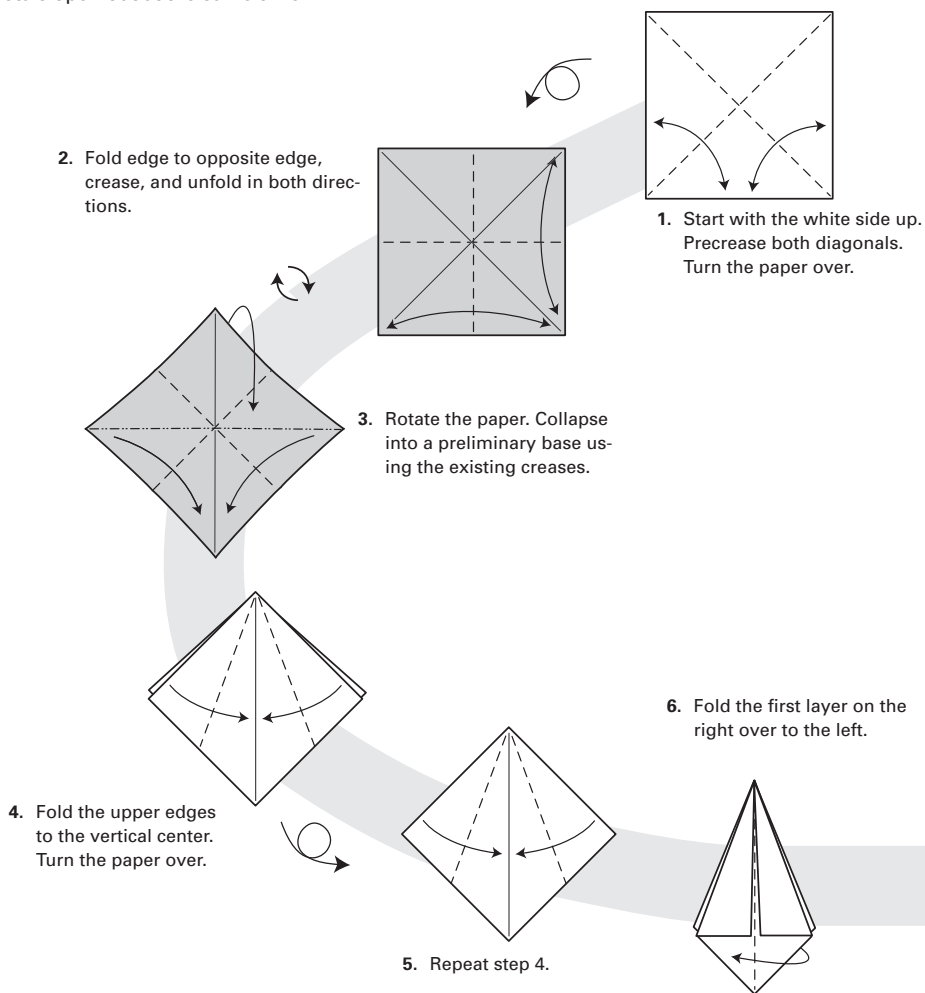 1. Start with the white side up.
Precrease both diagonals.
Turn the paper over.
2. Fold edge to opposite edge,
crease, and unfold in both direc-
tions.
3. Rotate the paper. Collapse
into a preliminary base us-
ing the existing creases.
4. Fold the upper edges
to the vertical center.
Turn the paper over.
5. Repeat step 4.
6. Fold the first layer on the
right over to the left.